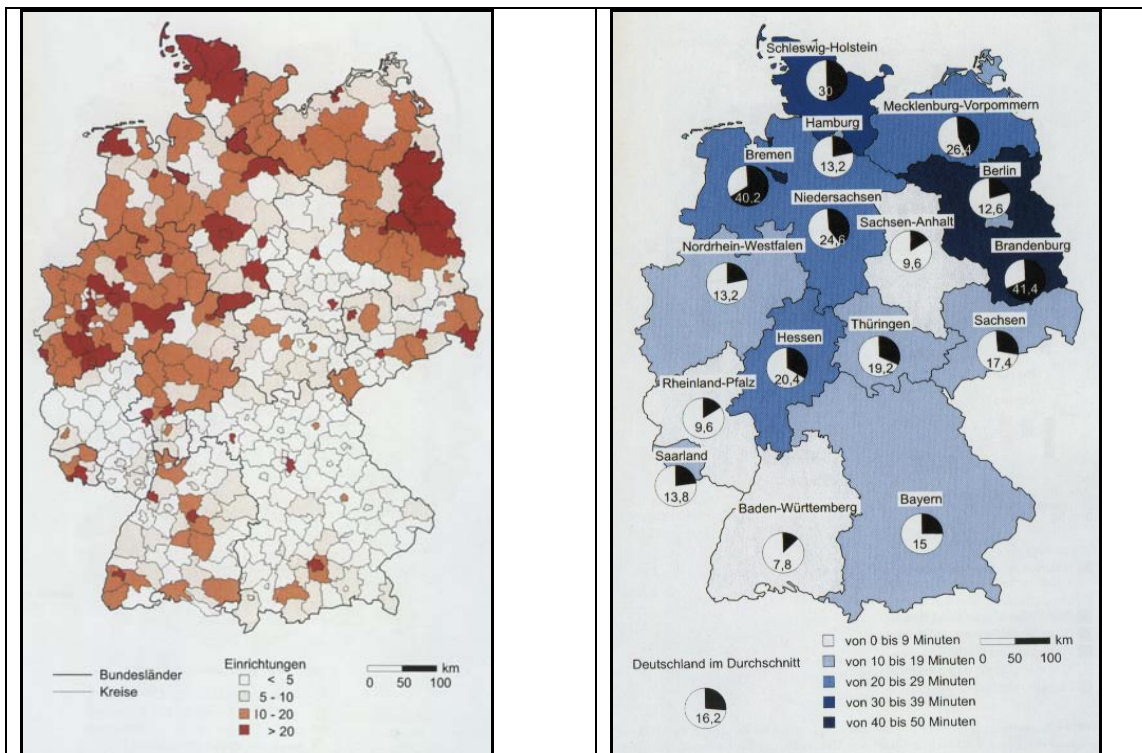 Bundesländer
Kreise
Einrichtungen
< 5
5 - 10
10 - 20
> 20
km
0 50 100
Schleswig-Holstein
30
Mecklenburg-Vorpommern
26,4
Hamburg
13,2
Bremen
40,2
Berlin
12,6
Niedersachsen
24,6
Sachsen-Anhalt
9,6
Nordrhein-Westfalen
13,2
Brandenburg
41,4
Hessen
20,4
Thüringen
19,2
Sachsen
17,4
Rheinland-Pfalz
9,6
Saarland
13,8
Baden-Württemberg
7,8
Bayern
15
Deutschland im Durchschnitt
16,2
von 0 bis 9 Minuten
von 10 bis 19 Minuten
von 20 bis 29 Minuten
von 30 bis 39 Minuten
von 40 bis 50 Minuten
km
0 50 100